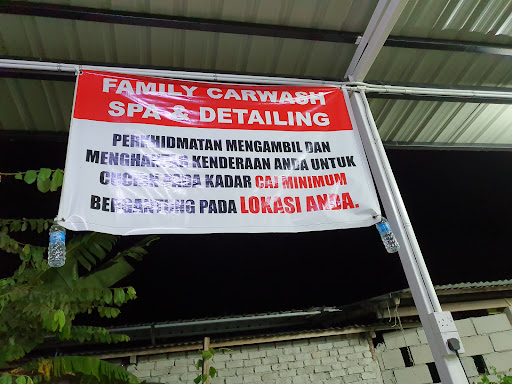 FAMILY CARWASH
SPA & DETAILING
PERKHIDMATAN MENGAMBIL DAN
MENGHANTAR KENDERAAN ANDA UNTUK
CUCIAN PADA KADAR CAJ MINIMUM
BERGANTUNG PADA LOKASI ANDA.